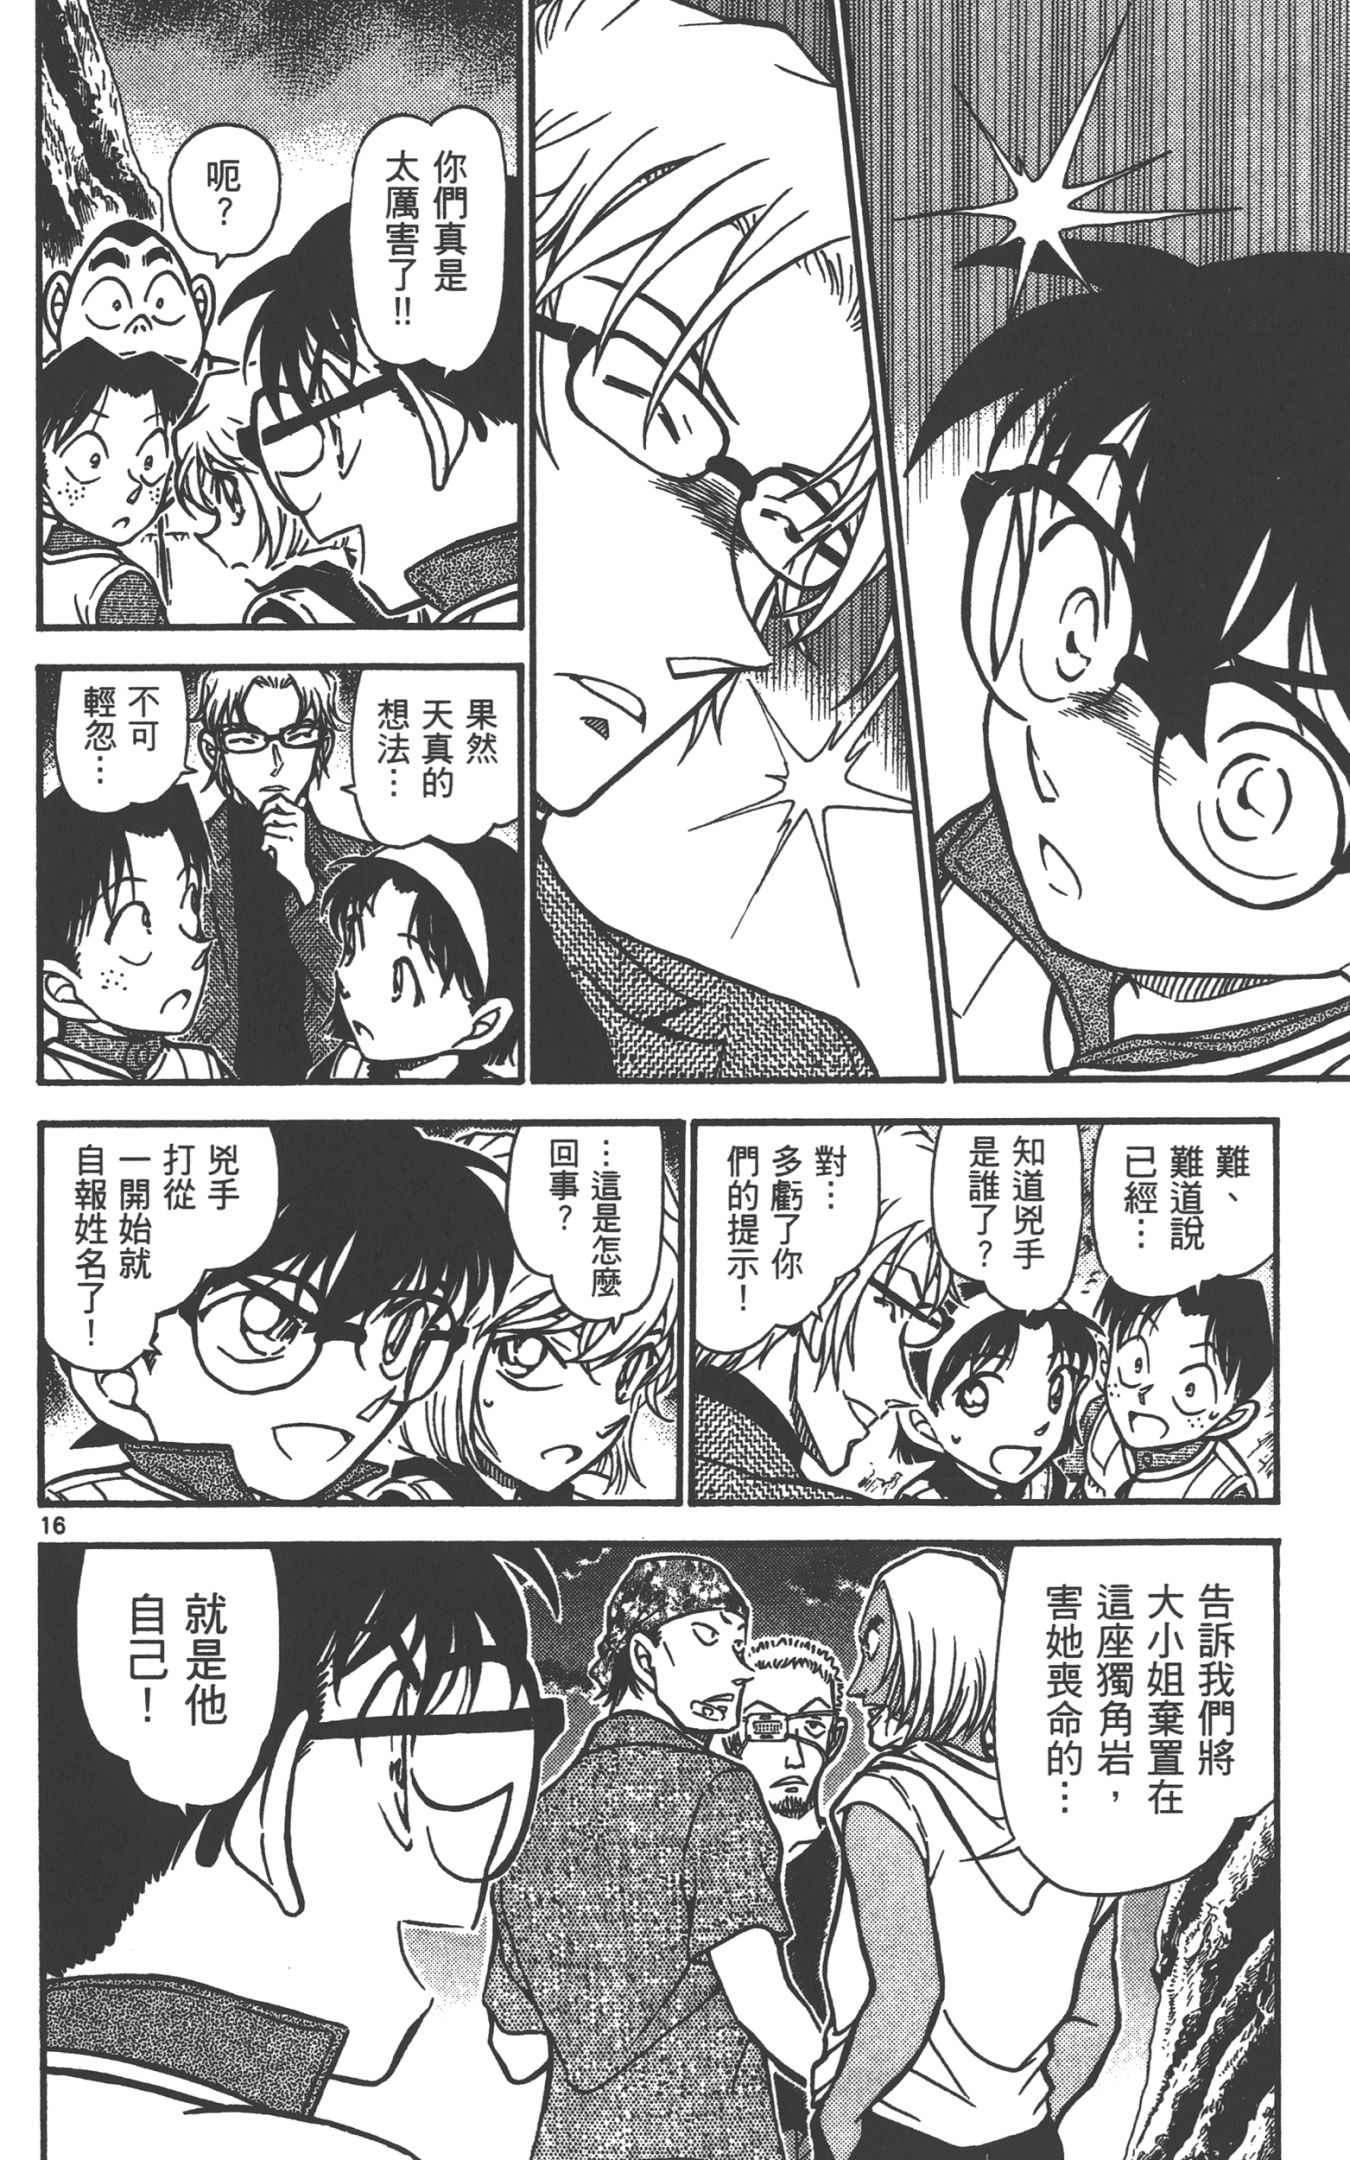 你們真是
太厲害了!!
呃？
果然
天真的
想法…
不可
輕忽…
難、
難道說
已經…
知道兇手
是誰了？
對…
多虧了你
們的提示！
…這是怎麼
回事？
兇手
打從
一開始就
自報姓名了！
16
告訴我們將
大小姐棄置在
這座獨角岩，
害她喪命的…
就是他
自己！